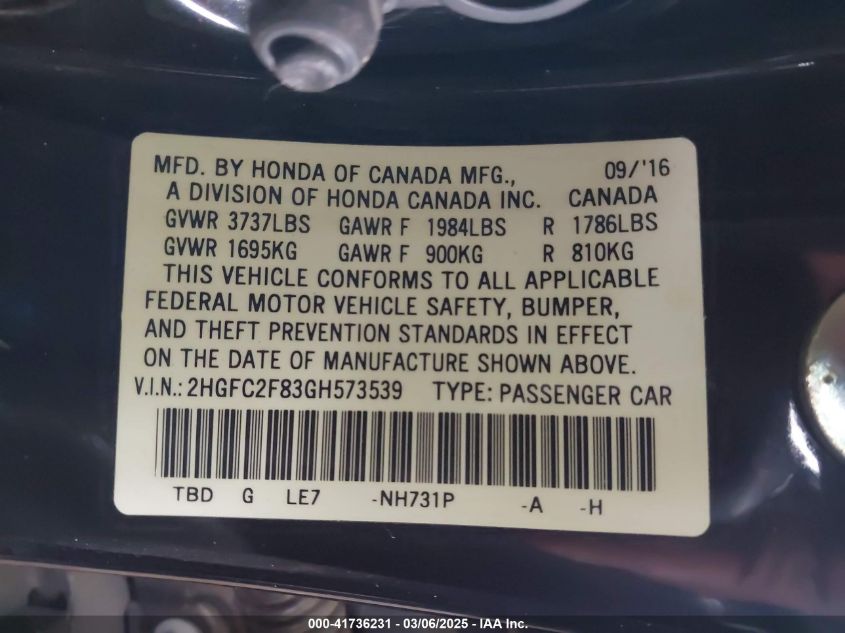 MFD. BY HONDA OF CANADA MFG., 09/'16
A DIVISION OF HONDA CANADA INC. CANADA
GVWR 3737LBS GAWR F 1984LBS R 1786LBS
GVWR 1695KG GAWR F 900KG R 810KG
THIS VEHICLE CONFORMS TO ALL APPLICABLE
FEDERAL MOTOR VEHICLE SAFETY, BUMPER,
AND THEFT PREVENTION STANDARDS IN EFFECT
ON THE DATE OF MANUFACTURE SHOWN ABOVE.
V.I.N.: 2HGFC2F83GH573539 TYPE: PASSENGER CAR
TBD G LE7 -NH731P -A -H
000-41736231 - 03/06/2025 - IAA Inc.